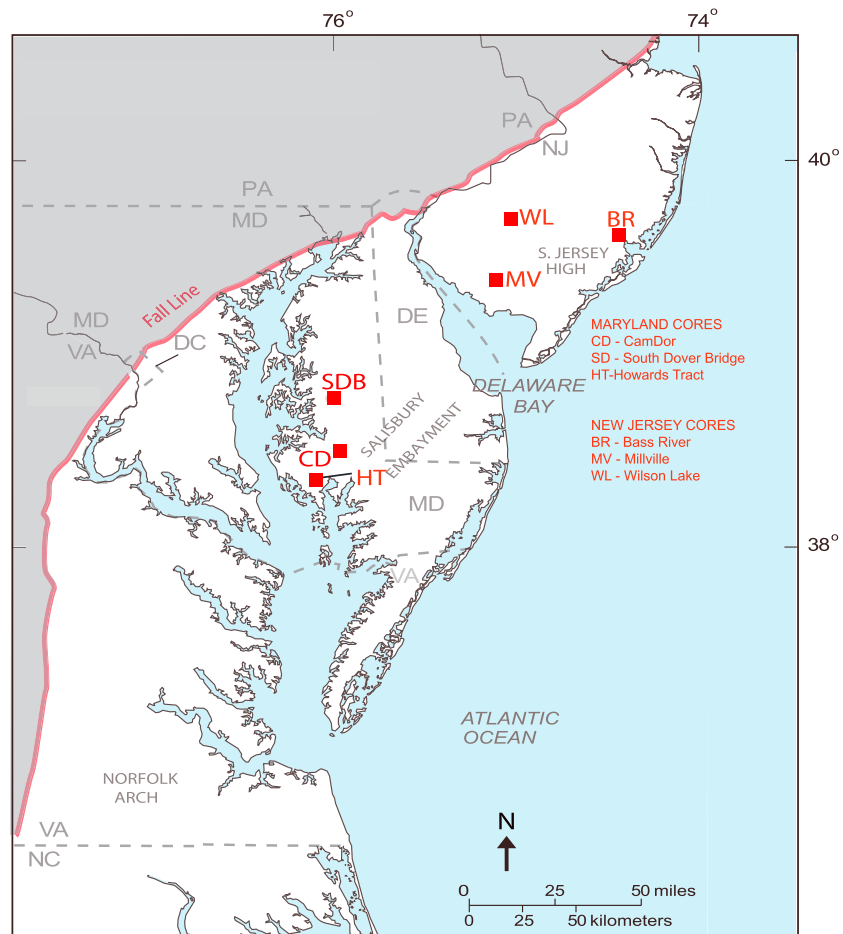 76°
74°
PA
NJ
40°
PA
MD
WL
BR
S. JERSEY
HIGH
MV
Fall Line
MD
VA
DC
DE
MARYLAND CORES
CD - CamDor
SD - South Dover Bridge
HT-Howards Tract
SDB
DELAWARE
BAY
SALISBURY
EMBAYMENT
NEW JERSEY CORES
BR - Bass River
MV - Millville
WL - Wilson Lake
CD
HT
MD
38°
VA
ATLANTIC
OCEAN
NORFOLK
ARCH
VA
NC
N
0 25 50 miles
0 25 50 kilometers